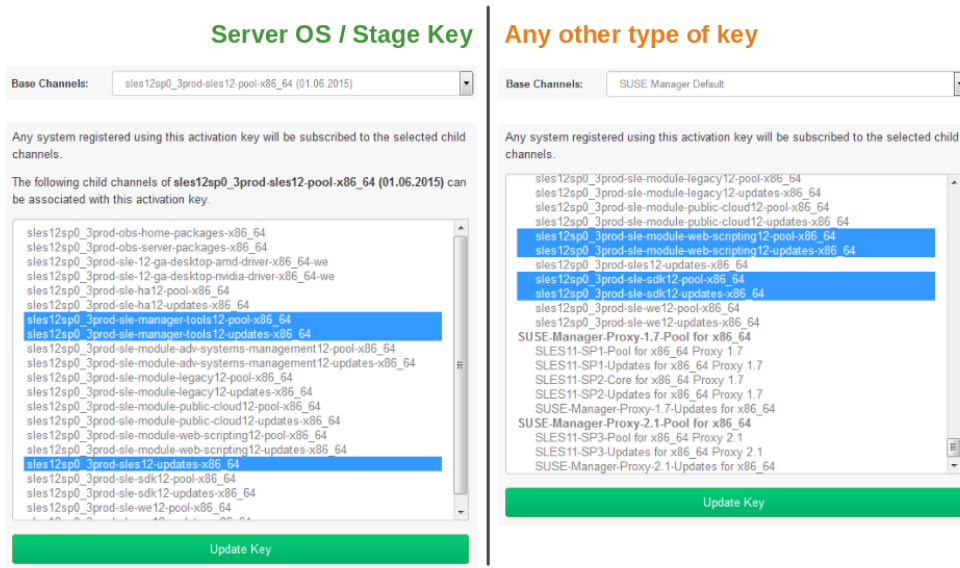 Server OS / Stage Key
Base Channels:
sles12sp0_3prod-sles12-pool-x86_64 (01.06.2015)
Any system registered using this activation key will be subscribed to the selected child
channels.
The following child channels of sles12sp0_3prod-sles12-pool-x86_64 (01.06.2015) can
be associated with this activation key.
sles12sp0_3prod-obs-home-packages-x86_64
sles12sp0_3prod-obs-server-packages-x86_64
sles12sp0_3prod-sle-12-ga-desktop-amd-driver-x86_64-we
sles12sp0_3prod-sle-12-ga-desktop-nvidia-driver-x86_64-we
sles12sp0_3prod-sle-ha12-pool-x86_64
sles12sp0_3prod-sle-ha12-updates-x86_64
sles12sp0_3prod-sle-manager-tools12-pool-x86_64
sles12sp0_3prod-sle-manager-tools12-updates-x86_64
sles12sp0_3prod-sle-module-adv-systems-management12-pool-x86_64
sles12sp0_3prod-sle-module-adv-systems-management12-updates-x86_64
sles12sp0_3prod-sle-module-legacy12-pool-x86_64
sles12sp0_3prod-sle-module-legacy12-updates-x86_64
sles12sp0_3prod-sle-module-public-cloud12-pool-x86_64
sles12sp0_3prod-sle-module-public-cloud12-updates-x86_64
sles12sp0_3prod-sle-module-web-scripting12-pool-x86_64
sles12sp0_3prod-sle-module-web-scripting12-updates-x86_64
sles12sp0_3prod-sles12-updates-x86_64
sles12sp0_3prod-sle-sdk12-pool-x86_64
sles12sp0_3prod-sle-sdk12-updates-x86_64
sles12sp0_3prod-sle-we12-pool-x86_64
Update Key
Any other type of key
Base Channels:
SUSE Manager Default
Any system registered using this activation key will be subscribed to the selected child
channels.
sles12sp0_3prod-sle-module-legacy12-pool-x86_64
sles12sp0_3prod-sle-module-legacy12-updates-x86_64
sles12sp0_3prod-sle-module-public-cloud12-pool-x86_64
sles12sp0_3prod-sle-module-public-cloud12-updates-x86_64
sles12sp0_3prod-sle-module-web-scripting12-pool-x86_64
sles12sp0_3prod-sle-module-web-scripting12-updates-x86_64
sles12sp0_3prod-sles12-updates-x86_64
sles12sp0_3prod-sle-sdk12-pool-x86_64
sles12sp0_3prod-sle-sdk12-updates-x86_64
sles12sp0_3prod-sle-we12-pool-x86_64
sles12sp0_3prod-sle-we12-updates-x86_64
SUSE-Manager-Proxy-1.7-Pool for x86_64
SLES11-SP1-Pool for x86_64 Proxy 1.7
SLES11-SP1-Updates for x86_64 Proxy 1.7
SLES11-SP2-Core for x86_64 Proxy 1.7
SLES11-SP2-Updates for x86_64 Proxy 1.7
SUSE-Manager-Proxy-1.7-Updates for x86_64
SUSE-Manager-Proxy-2.1-Pool for x86_64
SLES11-SP3-Pool for x86_64 Proxy 2.1
SLES11-SP3-Updates for x86_64 Proxy 2.1
SUSE-Manager-Proxy-2.1-Updates for x86_64
Update Key